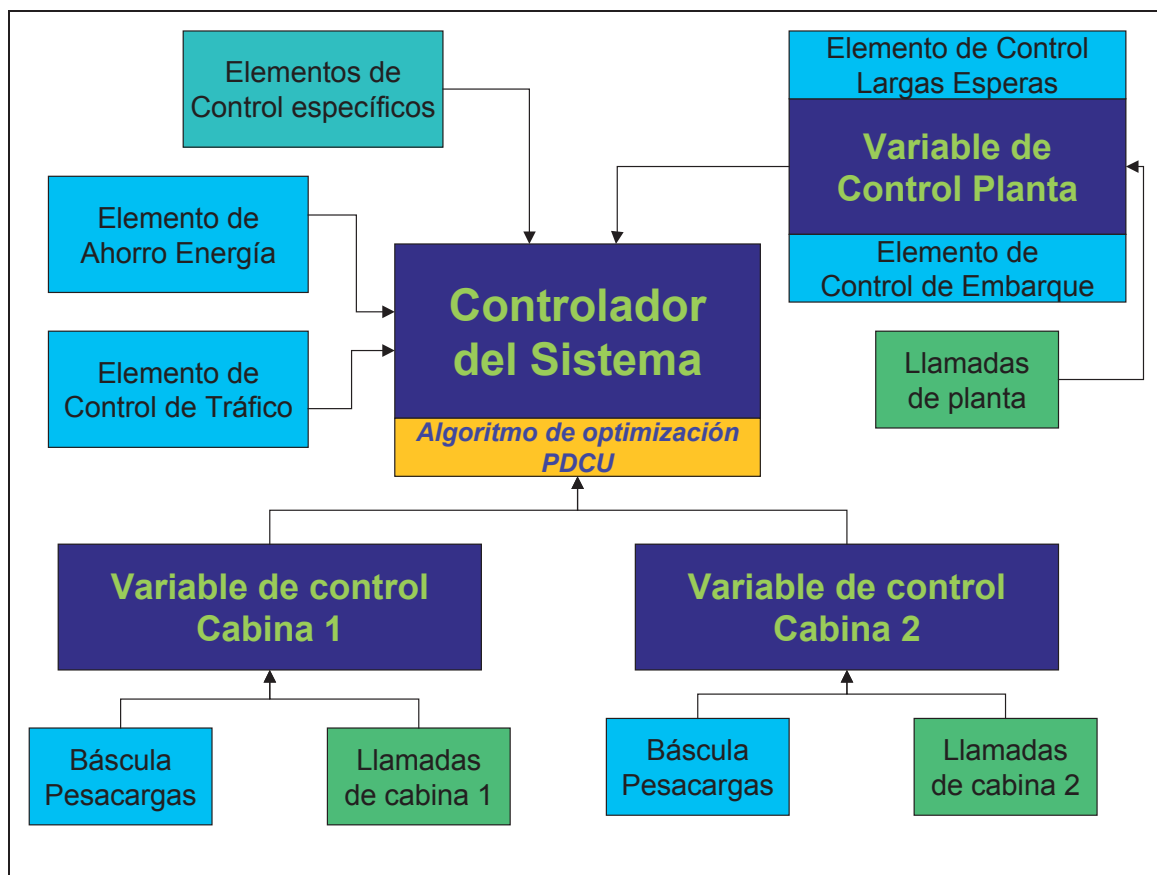 Elementos de
Control específicos
Elemento de Control
Largas Esperas
Variable de
Control Planta
Elemento de
Control de Embarque
Elemento de
Ahorro Energía
Controlador
del Sistema
Elemento de
Control de Tráfico
Llamadas
de planta
Algoritmo de optimización
PDCU
Variable de control
Cabina 1
Variable de control
Cabina 2
Báscula
Pesacargas
Llamadas
de cabina 1
Báscula
Pesacargas
Llamadas
de cabina 2